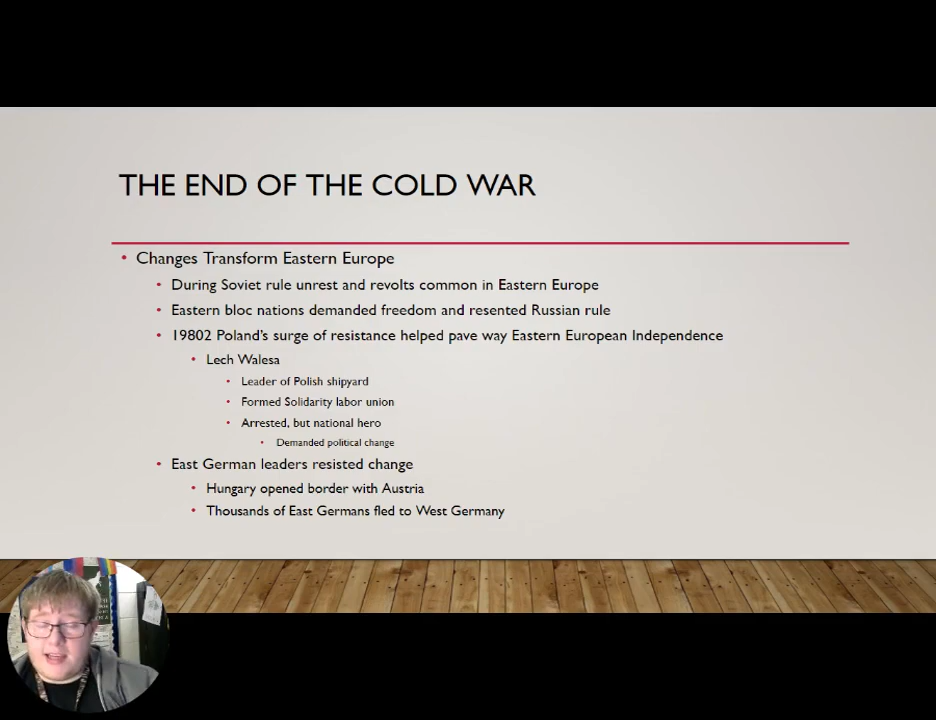 THE END OF THE COLD WAR
• Changes Transform Eastern Europe
• During Soviet rule unrest and revolts common in Eastern Europe
• Eastern bloc nations demanded freedom and resented Russian rule
• 19802 Poland's surge of resistance helped pave way Eastern European Independence
• Lech Walesa
• Leader of Polish shipyard
• Formed Solidarity labor union
• Arrested, but national hero
• Demanded political change
• East German leaders resisted change
• Hungary opened border with Austria
• Thousands of East Germans fled to West Germany